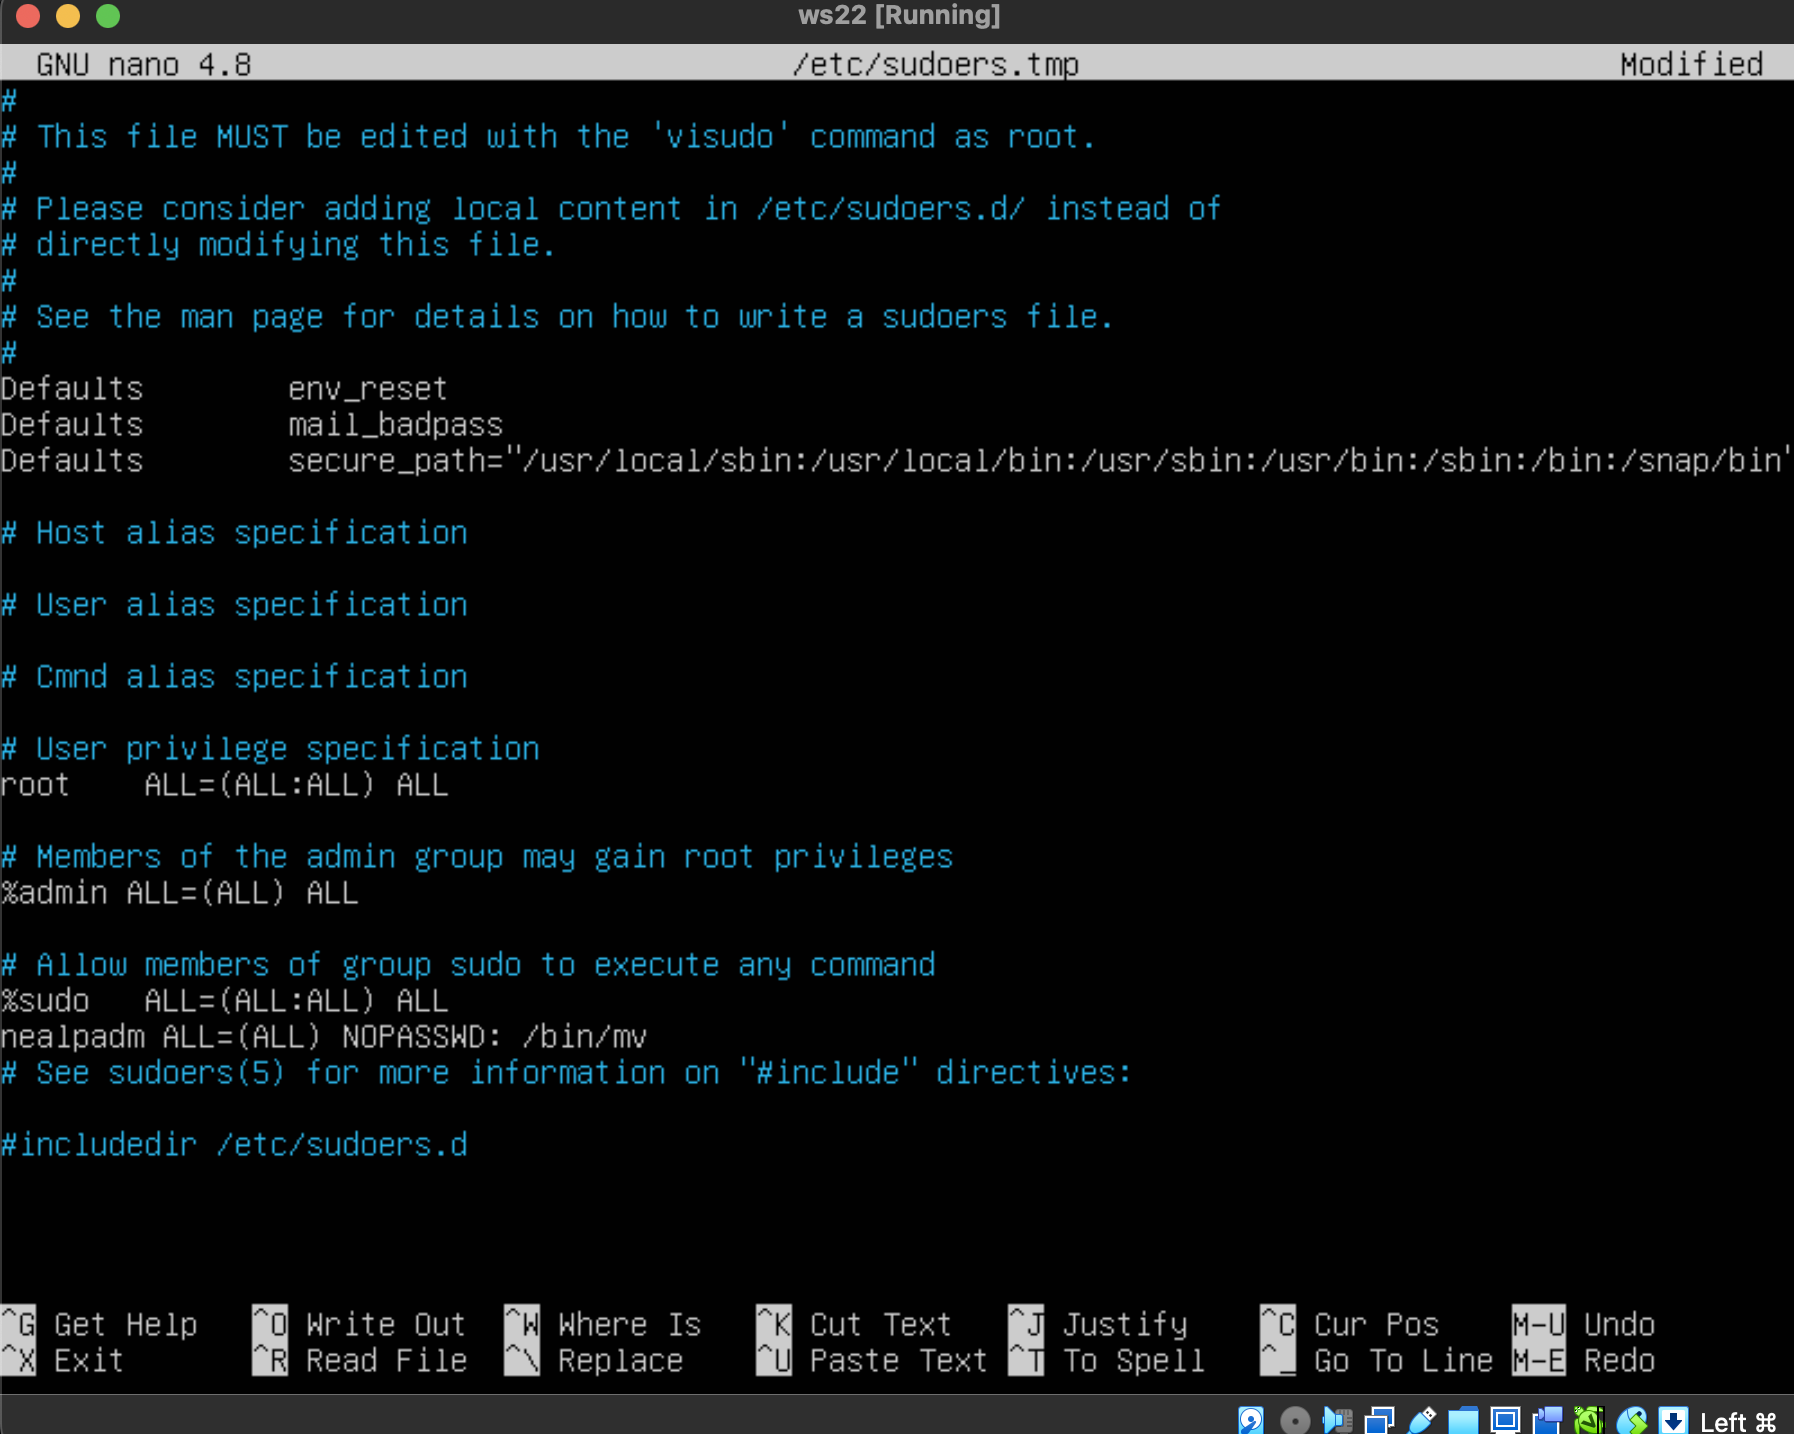 ws22 [Running]
GNU nano 4.8 /etc/sudoers.tmp Modified
#
# This file MUST be edited with the 'visudo' command as root.
#
# Please consider adding local content in /etc/sudoers.d/ instead of
# directly modifying this file.
#
# See the man page for details on how to write a sudoers file.
#
Defaults        env_reset
Defaults        mail_badpass
Defaults        secure_path="/usr/local/sbin:/usr/local/bin:/usr/sbin:/usr/bin:/sbin:/bin:/snap/bin"

# Host alias specification

# User alias specification

# Cmnd alias specification

# User privilege specification
root    ALL=(ALL:ALL) ALL

# Members of the admin group may gain root privileges
%admin ALL=(ALL) ALL

# Allow members of group sudo to execute any command
%sudo   ALL=(ALL:ALL) ALL
nealpadm ALL=(ALL) NOPASSWD: /bin/mv
# See sudoers(5) for more information on "#include" directives:

#includedir /etc/sudoers.d

^G Get Help ^O Write Out ^W Where Is ^K Cut Text ^J Justify ^C Cur Pos M-U Undo
^X Exit ^R Read File ^\ Replace ^U Paste Text ^T To Spell ^_ Go To Line M-E Redo
Left ⌘